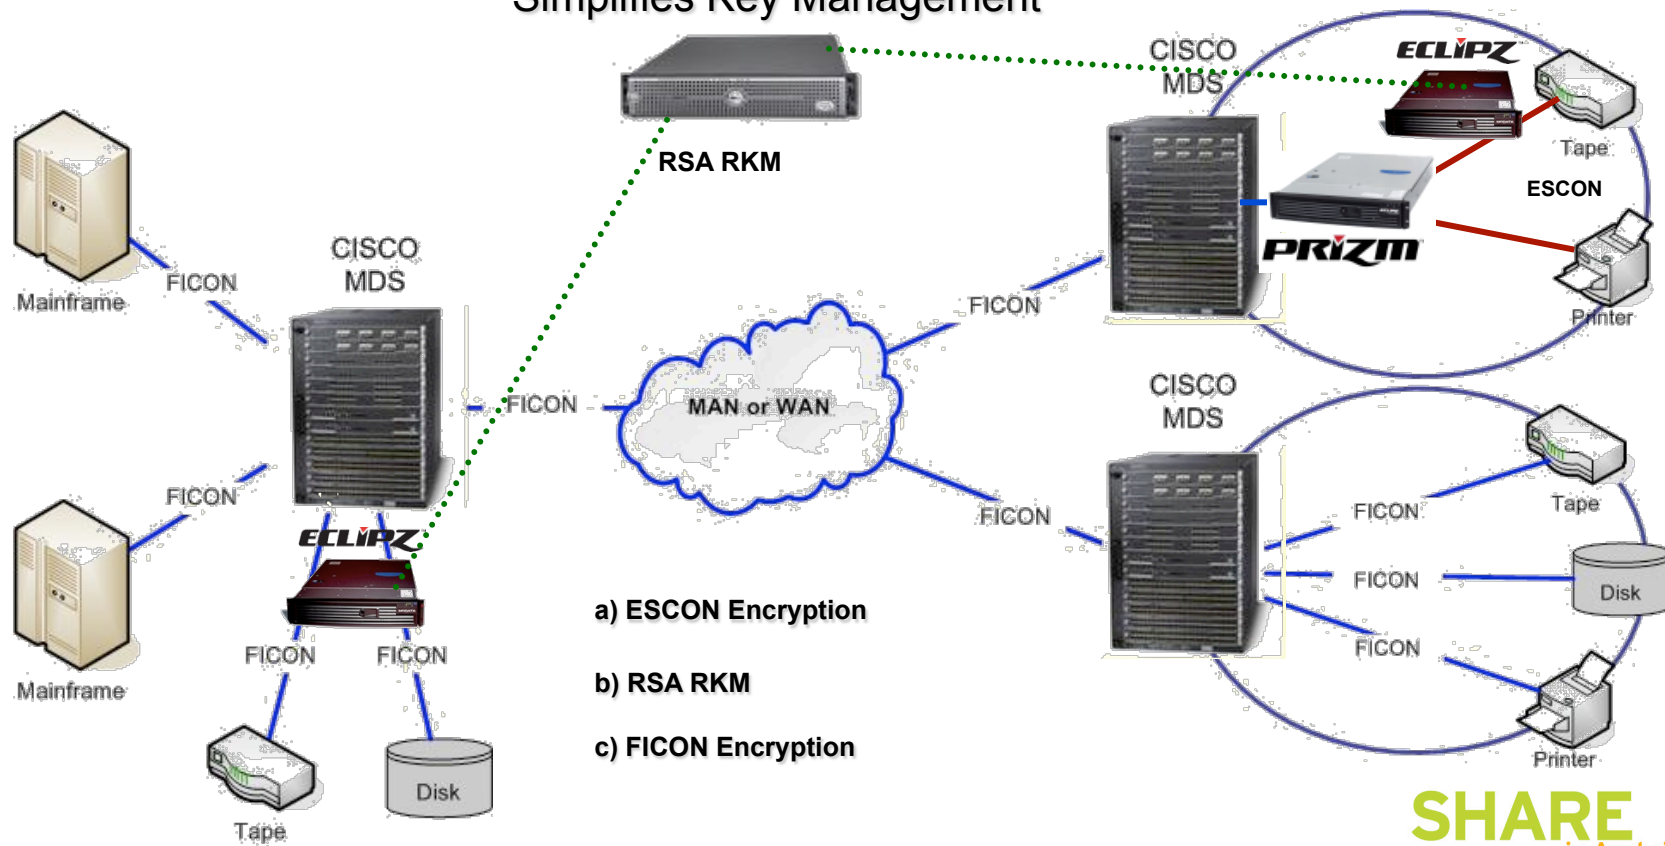 Simplifies Key Management
CISCO
MDS
ECLIPZ
Tape
RSA RKM
ESCON
PRIZM
Printer
Mainframe
FICON
CISCO
MDS
FICON
FICON
MAN or WAN
CISCO
MDS
Tape
FICON
FICON
FICON
ECLIPZ
FICON
Disk
a) ESCON Encryption
FICON
FICON
FICON
Mainframe
b) RSA RKM
c) FICON Encryption
Printer
Disk
Tape
SHARE